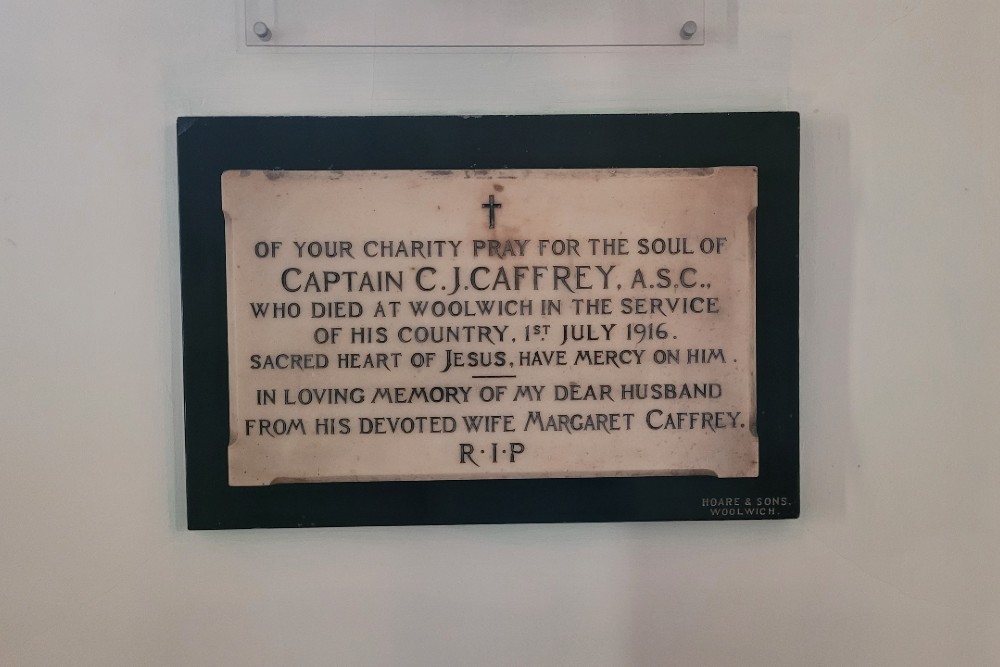 OF YOUR CHARITY PRAY FOR THE SOUL OF
CAPTAIN C.J.CAFFREY, A.S.C.,
WHO DIED AT WOOLWICH IN THE SERVICE
OF HIS COUNTRY, 1ST JULY 1916.
SACRED HEART OF JESUS, HAVE MERCY ON HIM.
IN LOVING MEMORY OF MY DEAR HUSBAND
FROM HIS DEVOTED WIFE MARGARET CAFFREY.
R·I·P
HOARE & SONS.
WOOLWICH.